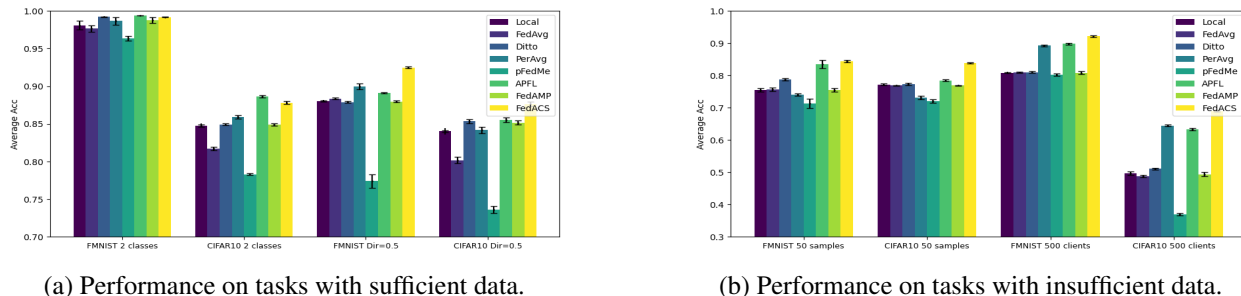 1.00
0.95
0.90
0.85
0.80
0.75
0.70
Average Acc
FMNIST 2 classes
CIFAR10 2 classes
FMNIST Dir=0.5
CIFAR10 Dir=0.5
Local
FedAvg
Ditto
PerAvg
pFedMe
APFL
FedAMP
FedACS
(a) Performance on tasks with sufficient data.
1.0
0.9
0.8
0.7
0.6
0.5
0.4
0.3
Average Acc
FMNIST 50 samples
CIFAR10 50 samples
FMNIST 500 clients
CIFAR10 500 clients
Local
FedAvg
Ditto
PerAvg
pFedMe
APFL
FedAMP
FedACS
(b) Performance on tasks with insufficient data.